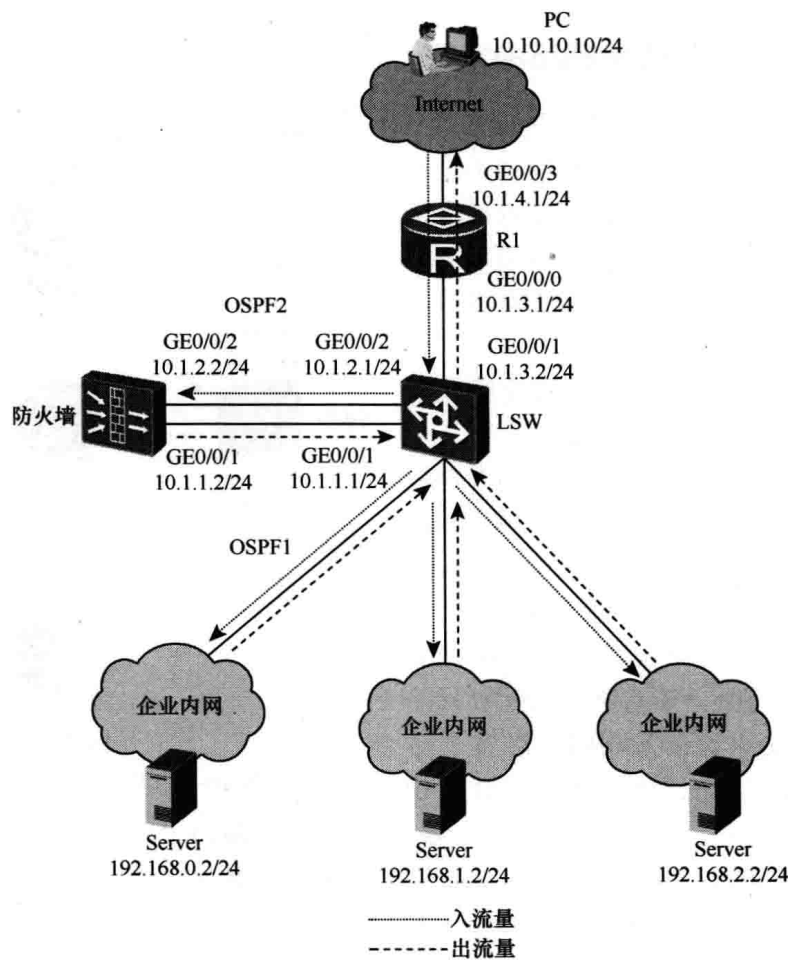 PC
10.10.10.10/24
Internet
GE0/0/3
10.1.4.1/24
R1
R
GE0/0/0
10.1.3.1/24
OSPF2
GE0/0/2
10.1.2.2/24
GE0/0/2
10.1.2.1/24
GE0/0/1
10.1.3.2/24
防火墙
LSW
GE0/0/1
10.1.1.2/24
GE0/0/1
10.1.1.1/24
OSPF1
企业内网
企业内网
企业内网
Server
192.168.0.2/24
Server
192.168.1.2/24
Server
192.168.2.2/24
入流量
出流量